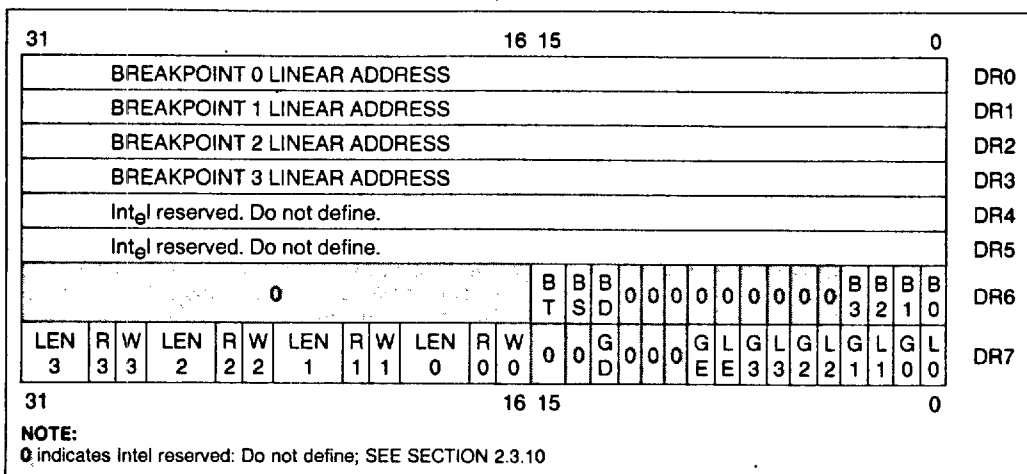 31 16 15 0
BREAKPOINT 0 LINEAR ADDRESS DR0
BREAKPOINT 1 LINEAR ADDRESS DR1
BREAKPOINT 2 LINEAR ADDRESS DR2
BREAKPOINT 3 LINEAR ADDRESS DR3
Intel reserved. Do not define. DR4
Intel reserved. Do not define. DR5
0 BT BS BD 0 0 0 0 0 0 0 0 0 B3 B2 B1 B0 DR6
LEN 3 R3 W3 LEN 2 R2 W2 LEN 1 R1 W1 LEN 0 R0 W0 0 0 GD 0 0 0 GE LE G3 L3 G2 L2 G1 L1 G0 L0 DR7
31 16 15 0
NOTE:
0 indicates Intel reserved: Do not define; SEE SECTION 2.3.10